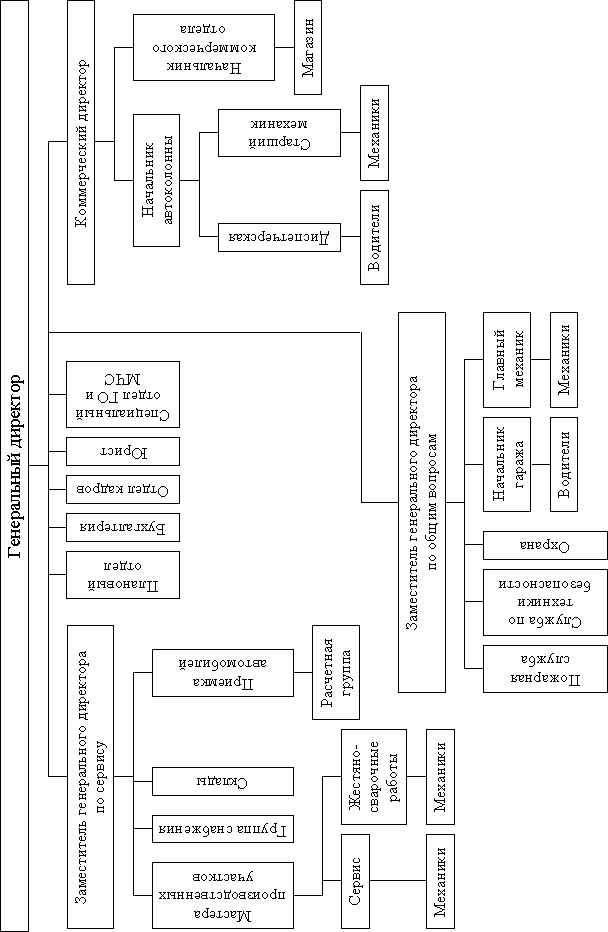 Генеральный директор
Заместитель генерального директора
по сервису
Плановый
отдел
Бухгалтерия
Отдел кадров
Юрист
Специальный
отдел ГО и
МЧС
Коммерческий директор
Мастера
производственных
участков
Группа снабжения
Склады
Приемка
автомобилей
Начальник
автоколонны
Начальник
коммерческого
отдела
Сервис
Жестяно-
сварочные
работы
Расчетная
группа
Диспетчерская
Старший
механик
Магазин
Механики
Механики
Водители
Механики
Заместитель генерального директора
по общим вопросам
Пожарная
служба
Служба по
техники
безопасности
Охрана
Начальник
гаража
Главный
механик
Водители
Механики